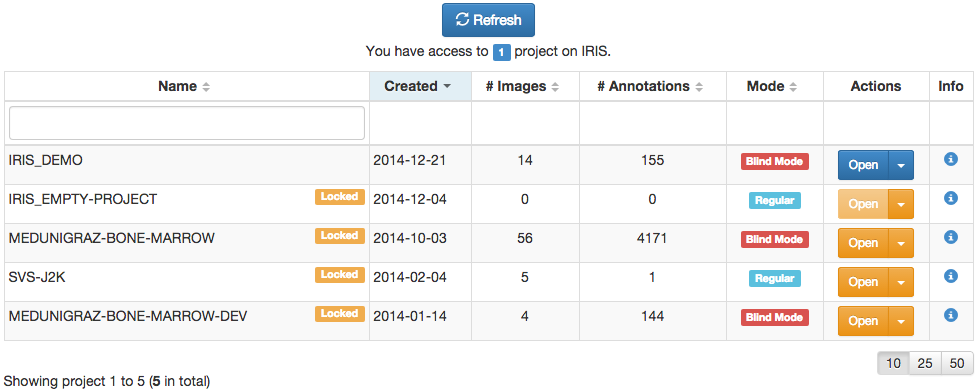 Refresh
You have access to 1 project on IRIS.
Name Created # Images # Annotations Mode Actions Info
IRIS_DEMO 2014-12-21 14 155 Blind Mode Open
IRIS_EMPTY-PROJECT Locked 2014-12-04 0 0 Regular Open
MEDUNIGRAZ-BONE-MARROW Locked 2014-10-03 56 4171 Blind Mode Open
SVS-J2K Locked 2014-02-04 5 1 Regular Open
MEDUNIGRAZ-BONE-MARROW-DEV Locked 2014-01-14 4 144 Blind Mode Open
10 25 50
Showing project 1 to 5 (5 in total)